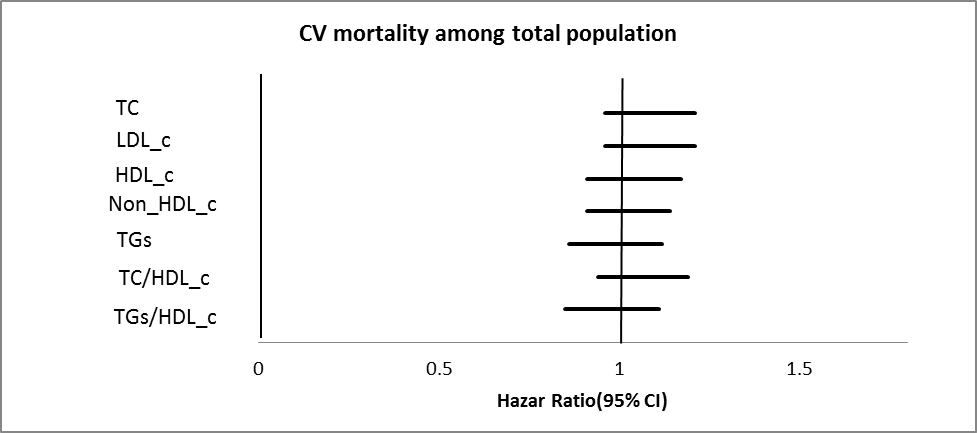 CV mortality among total population
TC
LDL_c
HDL_c
Non_HDL_c
TGs
TC/HDL_c
TGs/HDL_c
0 0.5 1 1.5
Hazar Ratio(95% CI)